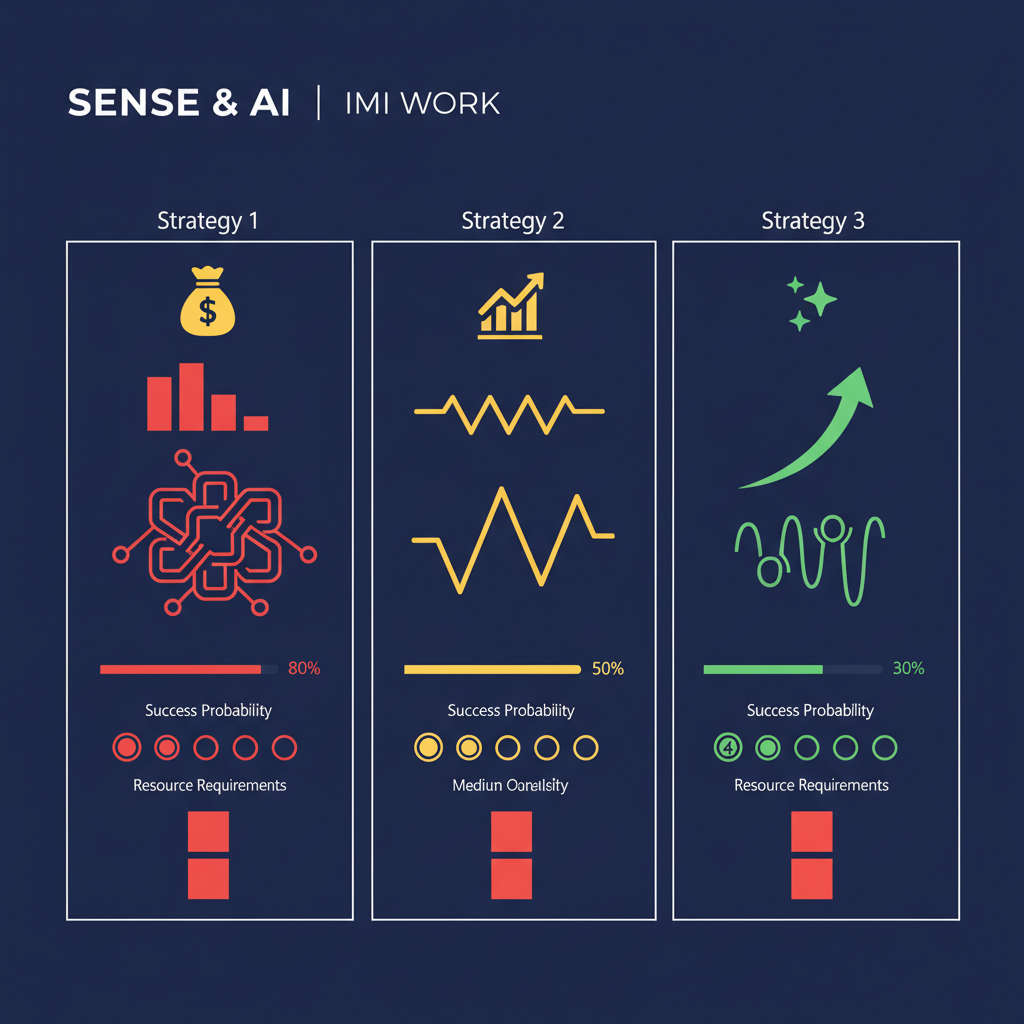 SENSE & AI | IMI WORK
Strategy 1
Strategy 2
Strategy 3
$
80%
50%
30%
Success Probability
Success Probability
Success Probability
4
Resource Requirements
Mediun
Resource Requirements